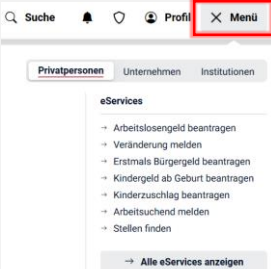 Suche Profil Menü
Privatpersonen Unternehmen Institutionen
eServices
→ Arbeitslosengeld beantragen
→ Veränderung melden
→ Erstmals Bürgergeld beantragen
→ Kindergeld ab Geburt beantragen
→ Kinderzuschlag beantragen
→ Arbeitsuchend melden
→ Stellen finden
→ Alle eServices anzeigen